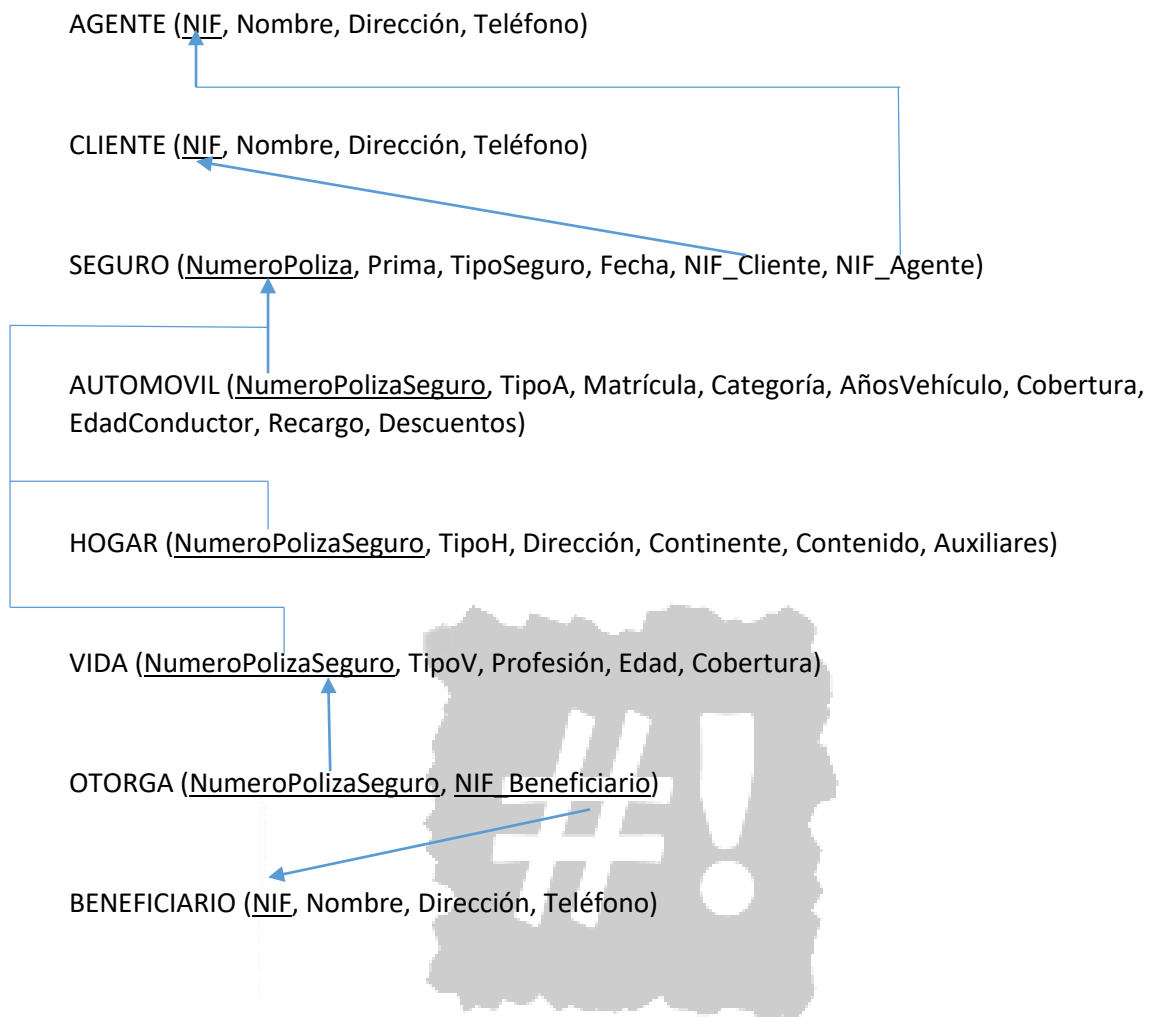 AGENTE (NIF, Nombre, Dirección, Teléfono)
CLIENTE (NIF, Nombre, Dirección, Teléfono)
SEGURO (NumeroPoliza, Prima, TipoSeguro, Fecha, NIF_Cliente, NIF_Agente)
AUTOMOVIL (NumeroPolizaSeguro, TipoA, Matrícula, Categoría, AñosVehículo, Cobertura,
EdadConductor, Recargo, Descuentos)
HOGAR (NumeroPolizaSeguro, TipoH, Dirección, Continente, Contenido, Auxiliares)
VIDA (NumeroPolizaSeguro, TipoV, Profesión, Edad, Cobertura)
OTORGA (NumeroPolizaSeguro, NIF_Beneficiario)
BENEFICIARIO (NIF, Nombre, Dirección, Teléfono)
#!